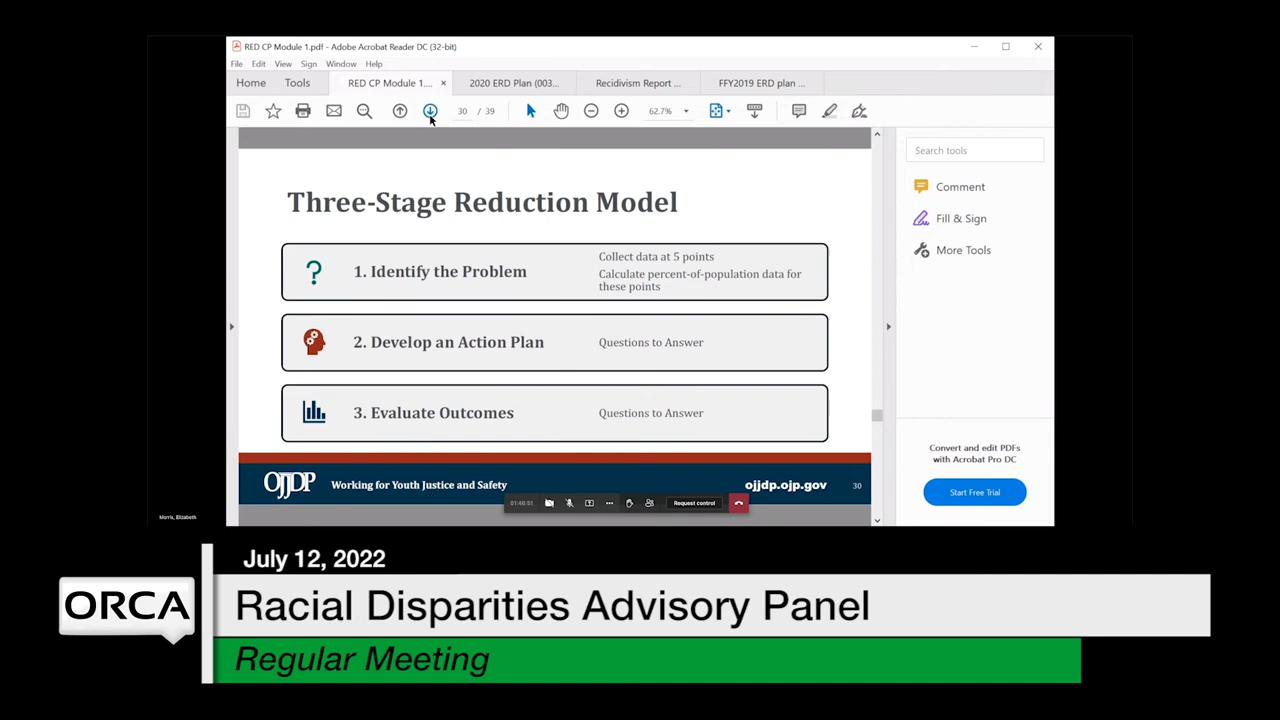 RED CP Module 1.pdf - Adobe Acrobat Reader DC (32-bit)
File Edit View Sign Window Help
Home Tools RED CP Module 1.... × 2020 ERD Plan (003... Recidivism Report ... FFY2019 ERD plan ...
30 / 39 62.7%
Search tools
Comment
Fill & Sign
More Tools
Three-Stage Reduction Model
?
1. Identify the Problem
Collect data at 5 points
Calculate percent-of-population data for
these points
2. Develop an Action Plan
Questions to Answer
3. Evaluate Outcomes
Questions to Answer
Convert and edit PDFs
with Acrobat Pro DC
Start Free Trial
OJJDP Working for Youth Justice and Safety ojjdp.ojp.gov 30
Request control
Morris, Elizabeth
July 12, 2022
ORCA
Racial Disparities Advisory Panel
Regular Meeting